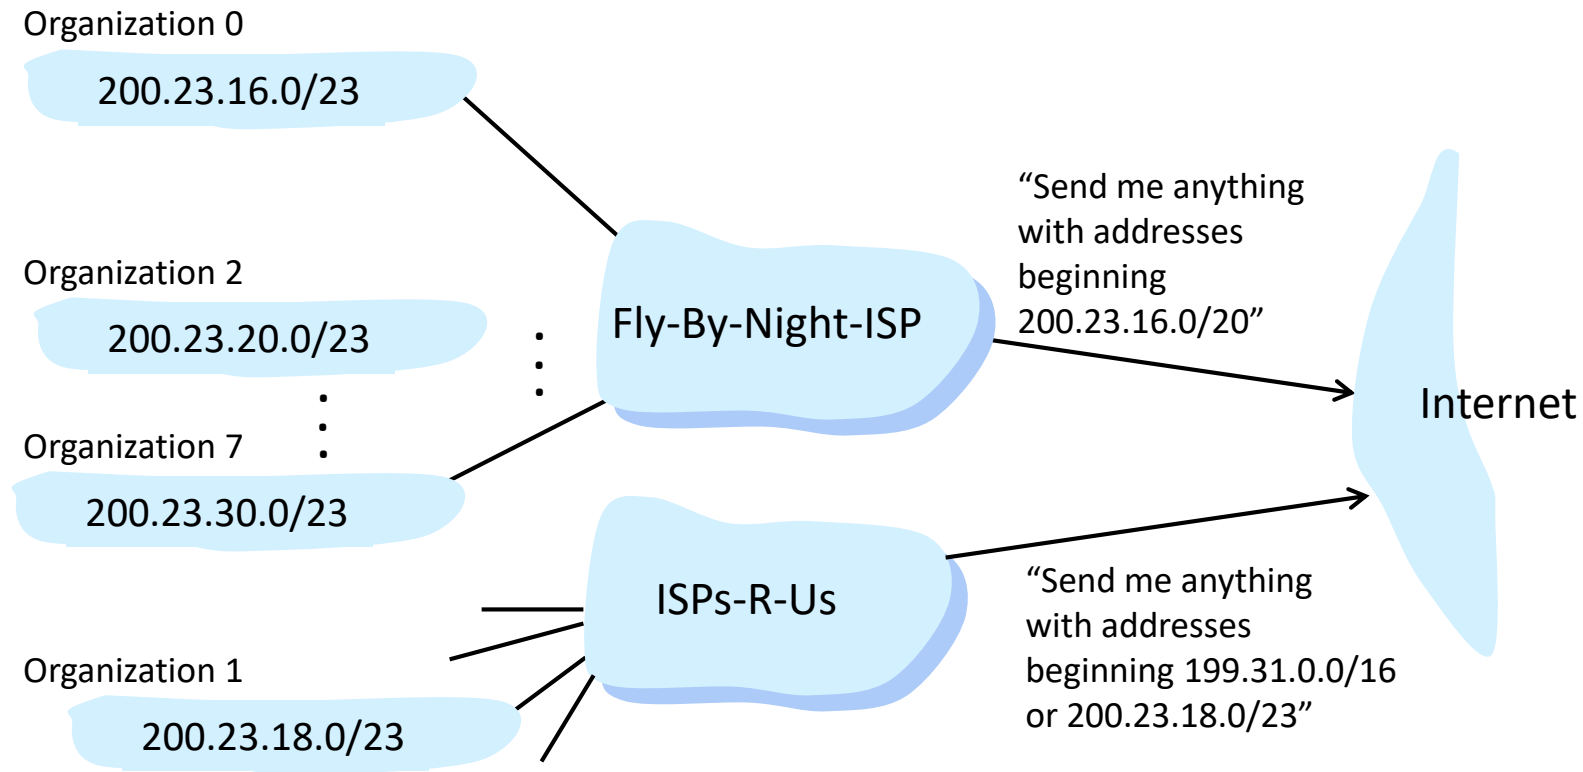 Organization 0
200.23.16.0/23
Organization 2
200.23.20.0/23
Organization 7
200.23.30.0/23
Organization 1
200.23.18.0/23
Fly-By-Night-ISP
ISPs-R-Us
“Send me anything
with addresses
beginning
200.23.16.0/20”
“Send me anything
with addresses
beginning 199.31.0.0/16
or 200.23.18.0/23”
Internet